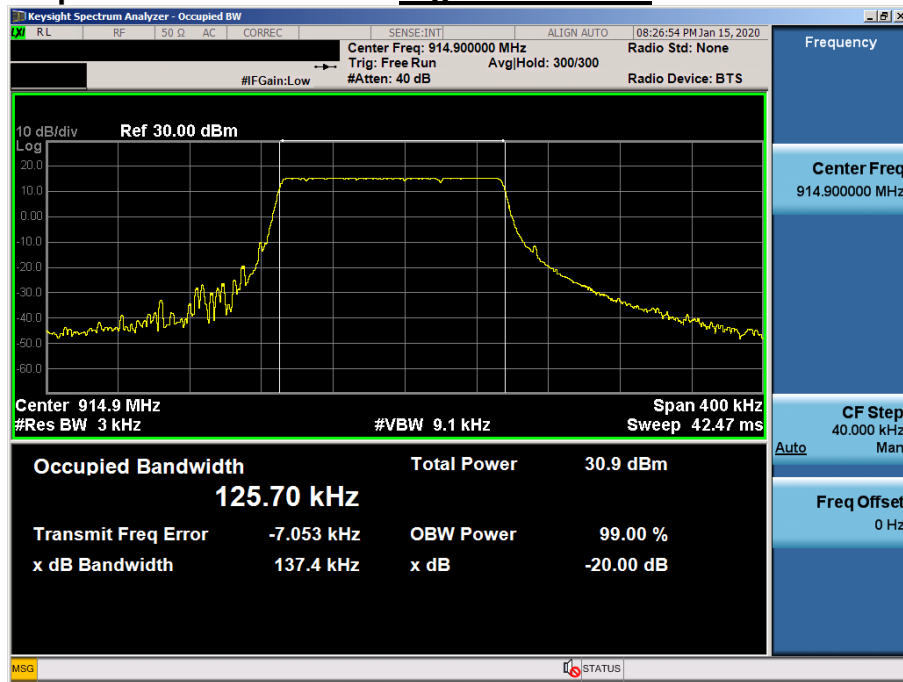 Keysight Spectrum Analyzer - Occupied BW
RL RF 50 Ω AC CORREC SENSE:INT ALIGN AUTO 08:26:54 PM Jan 15, 2020
Center Freq: 914.900000 MHz Radio Std: None
Trig: Free Run Avg|Hold: 300/300
#IFGain:Low #Atten: 40 dB Radio Device: BTS
Frequency
10 dB/div Ref 30.00 dBm
Log
20.0
10.0
0.00
-10.0
-20.0
-30.0
-40.0
-50.0
-60.0
Center 914.9 MHz Span 400 kHz
#Res BW 3 kHz #VBW 9.1 kHz Sweep 42.47 ms
Occupied Bandwidth Total Power 30.9 dBm
125.70 kHz
Transmit Freq Error -7.053 kHz OBW Power 99.00 %
x dB Bandwidth 137.4 kHz x dB -20.00 dB
Center Freq
914.900000 MHz
CF Step
40.000 kHz
Auto Man
Freq Offset
0 Hz
MSG STATUS